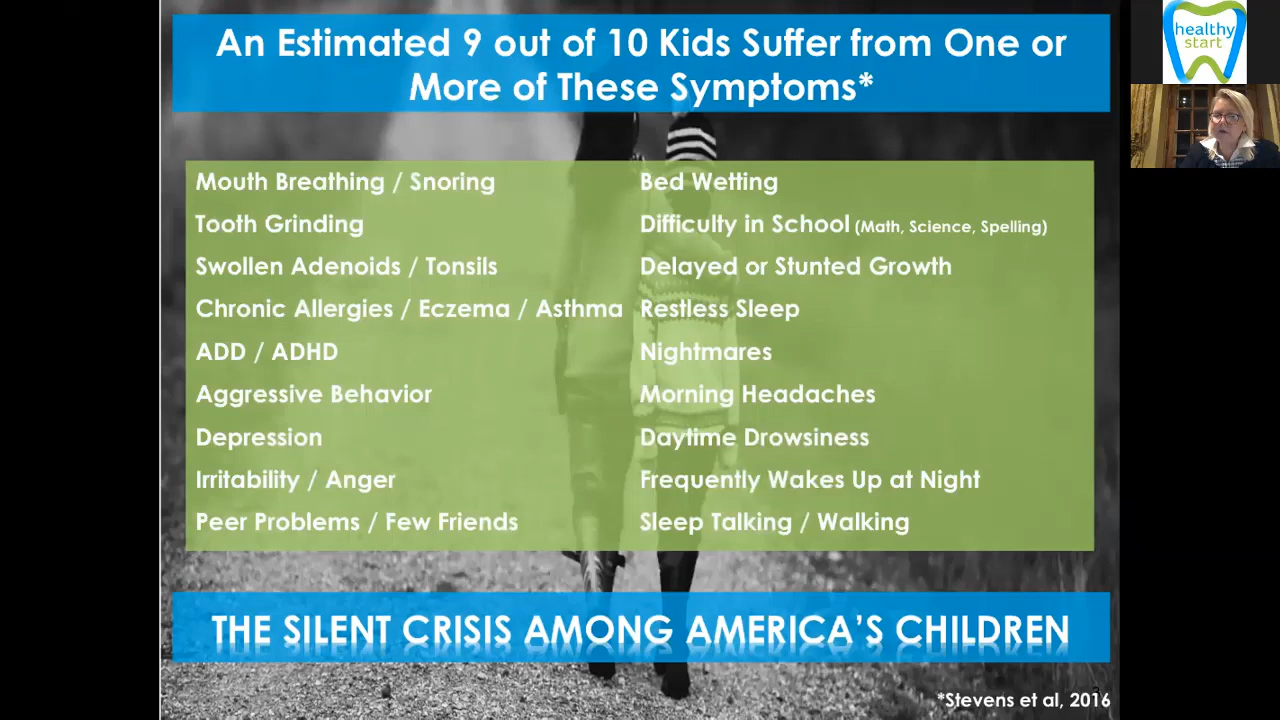 An Estimated 9 out of 10 Kids Suffer from One or
More of These Symptoms*
Mouth Breathing / Snoring
Tooth Grinding
Swollen Adenoids / Tonsils
Chronic Allergies / Eczema / Asthma
ADD / ADHD
Aggressive Behavior
Depression
Irritability / Anger
Peer Problems / Few Friends
Bed Wetting
Difficulty in School (Math, Science, Spelling)
Delayed or Stunted Growth
Restless Sleep
Nightmares
Morning Headaches
Daytime Drowsiness
Frequently Wakes Up at Night
Sleep Talking / Walking
THE SILENT CRISIS AMONG AMERICA'S CHILDREN
*Stevens et al, 2016
healthy
start